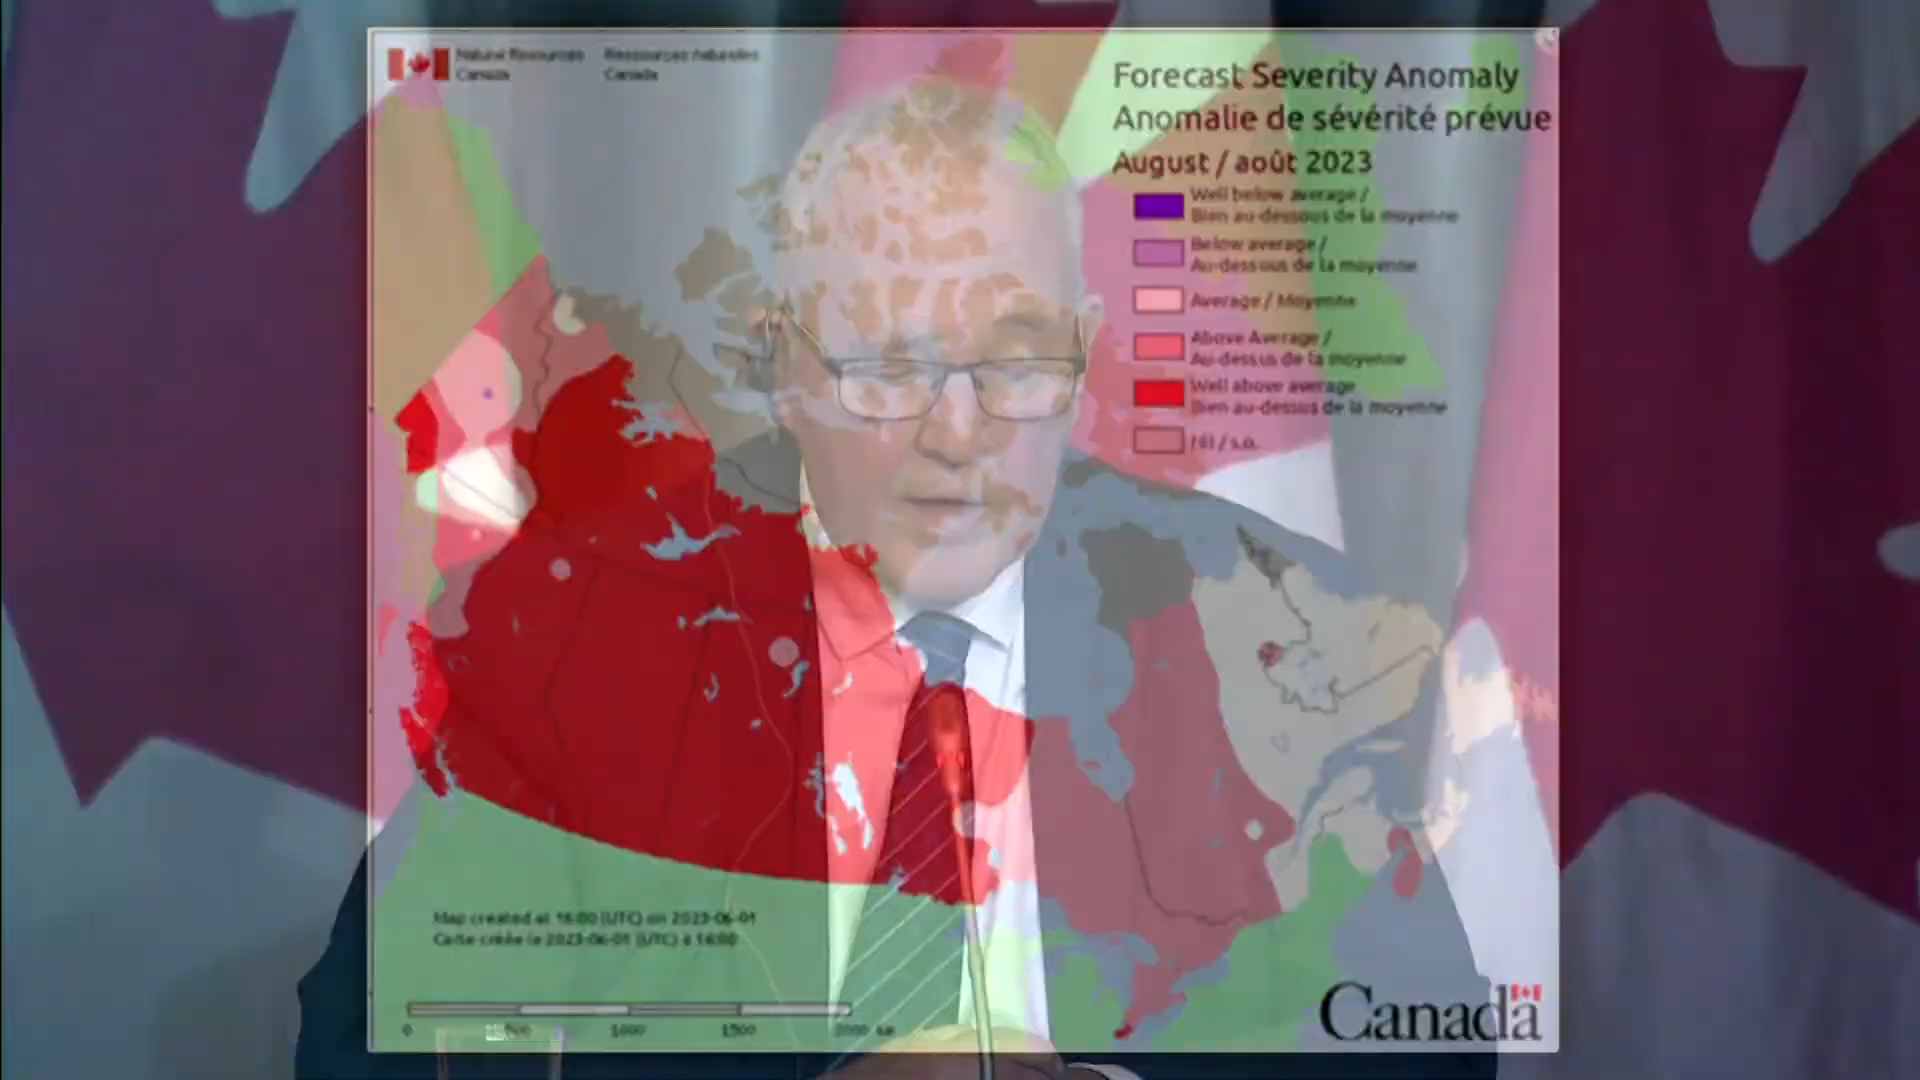 Natural Resources
Canada
Ressources naturelles
Canada
Forecast Severity Anomaly
Anomalie de sévérité prévue
August / août 2023
Well below average /
Bien au-dessous de la moyenne
Below average /
Au-dessous de la moyenne
Average / Moyenne
Above Average /
Au-dessus de la moyenne
Well above average
Bien au-dessus de la moyenne
/ s.o.
Map created at 16:00 (UTC) on 2023-06-01
Carte créée le 2023-06-01 (UTC) à 16:00
0 500 1000 1500 2000 km
Canada